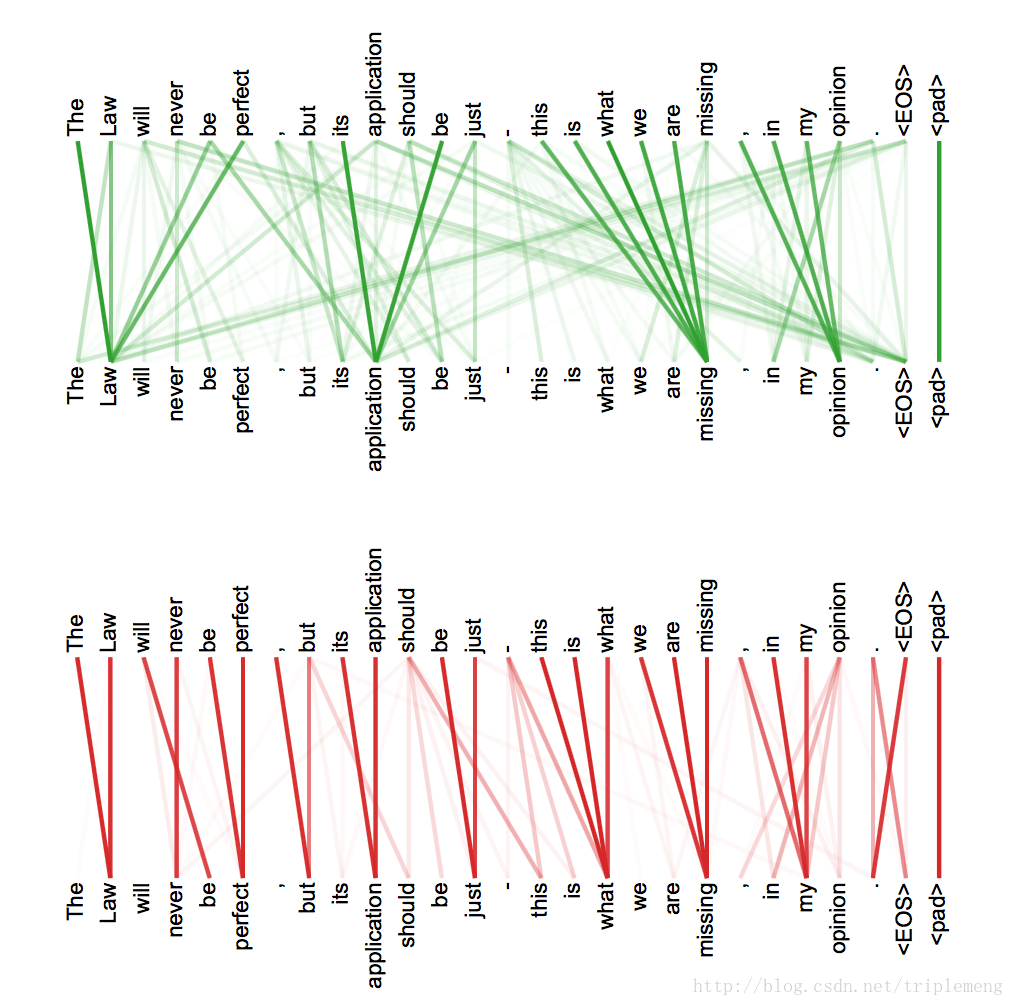 The Law will never be perfect , but its application should be just - this is what we are missing , in my opinion . <EOS> <pad>
The Law will never be perfect , but its application should be just - this is what we are missing , in my opinion . <EOS> <pad>
The Law will never be perfect , but its application should be just - this is what we are missing , in my opinion . <EOS> <pad>
The Law will never be perfect , but its application should be just - this is what we are missing , in my opinion . <EOS> <pad>
http://blog.csdn.net/triplemeng